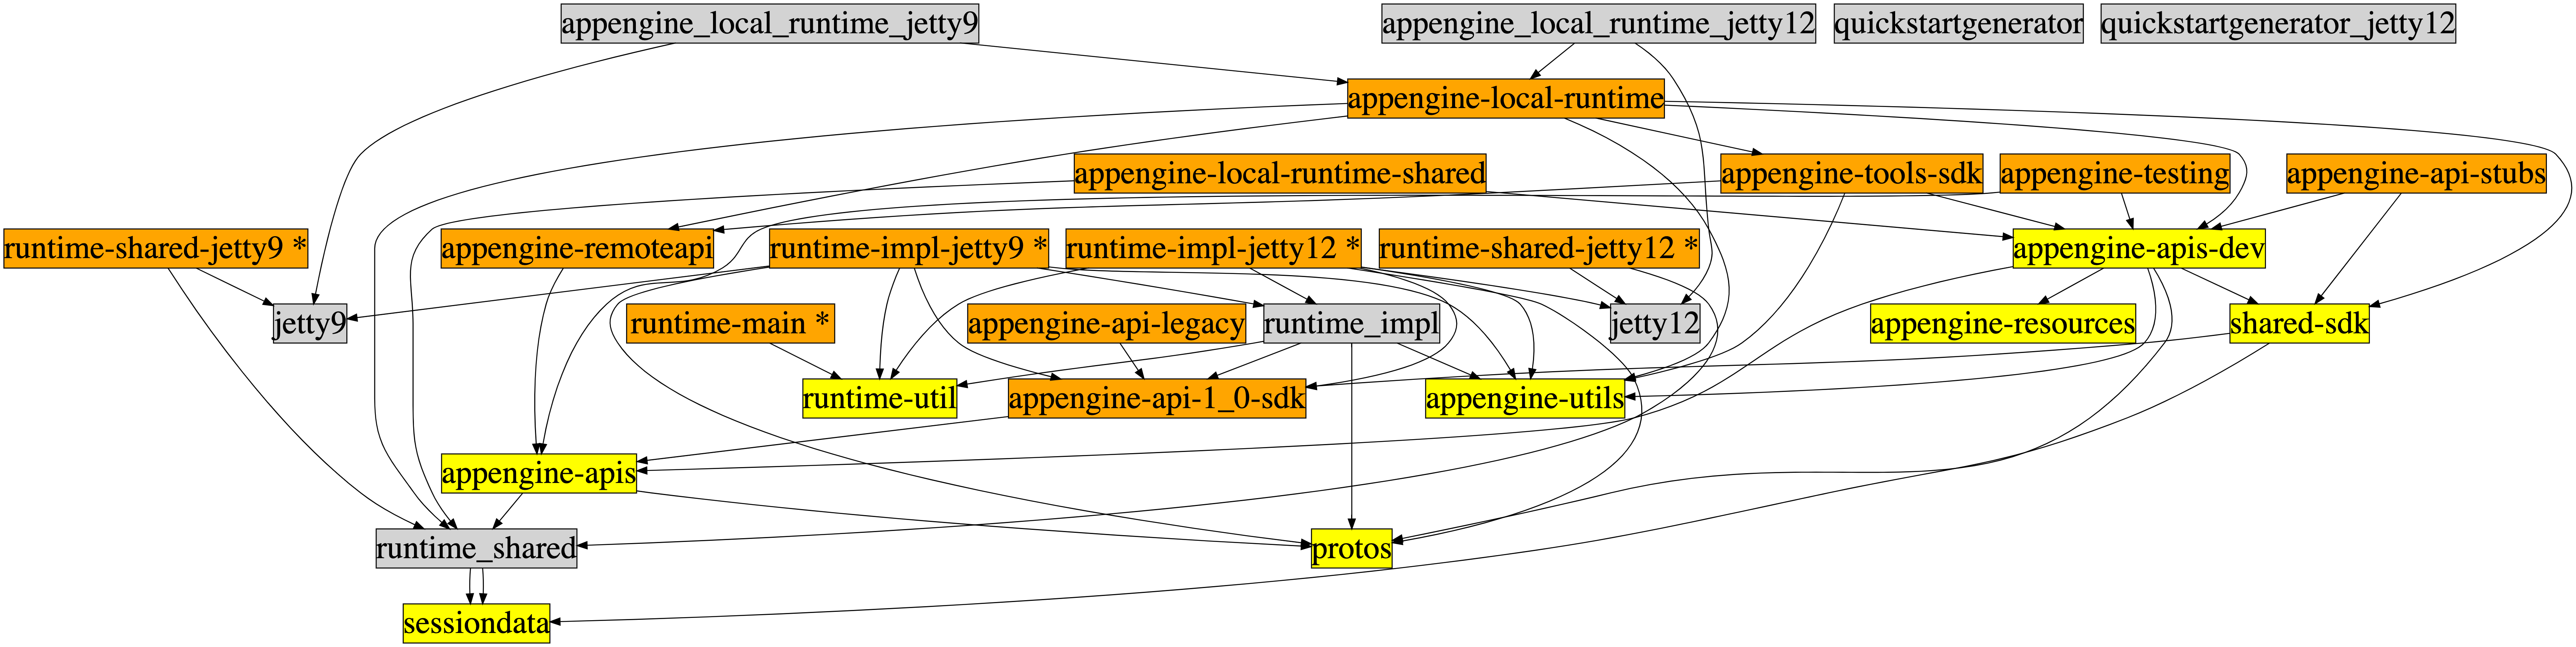 appengine_local_runtime_jetty9
appengine_local_runtime_jetty12
quickstartgenerator
quickstartgenerator_jetty12
appengine-local-runtime
appengine-local-runtime-shared
appengine-tools-sdk
appengine-testing
appengine-api-stubs
runtime-shared-jetty9 *
appengine-remoteapi
runtime-impl-jetty9 *
runtime-impl-jetty12 *
runtime-shared-jetty12 *
appengine-apis-dev
jetty9
runtime-main *
appengine-api-legacy
runtime_impl
jetty12
appengine-resources
shared-sdk
runtime-util
appengine-api-1_0-sdk
appengine-utils
appengine-apis
runtime_shared
protos
sessiondata